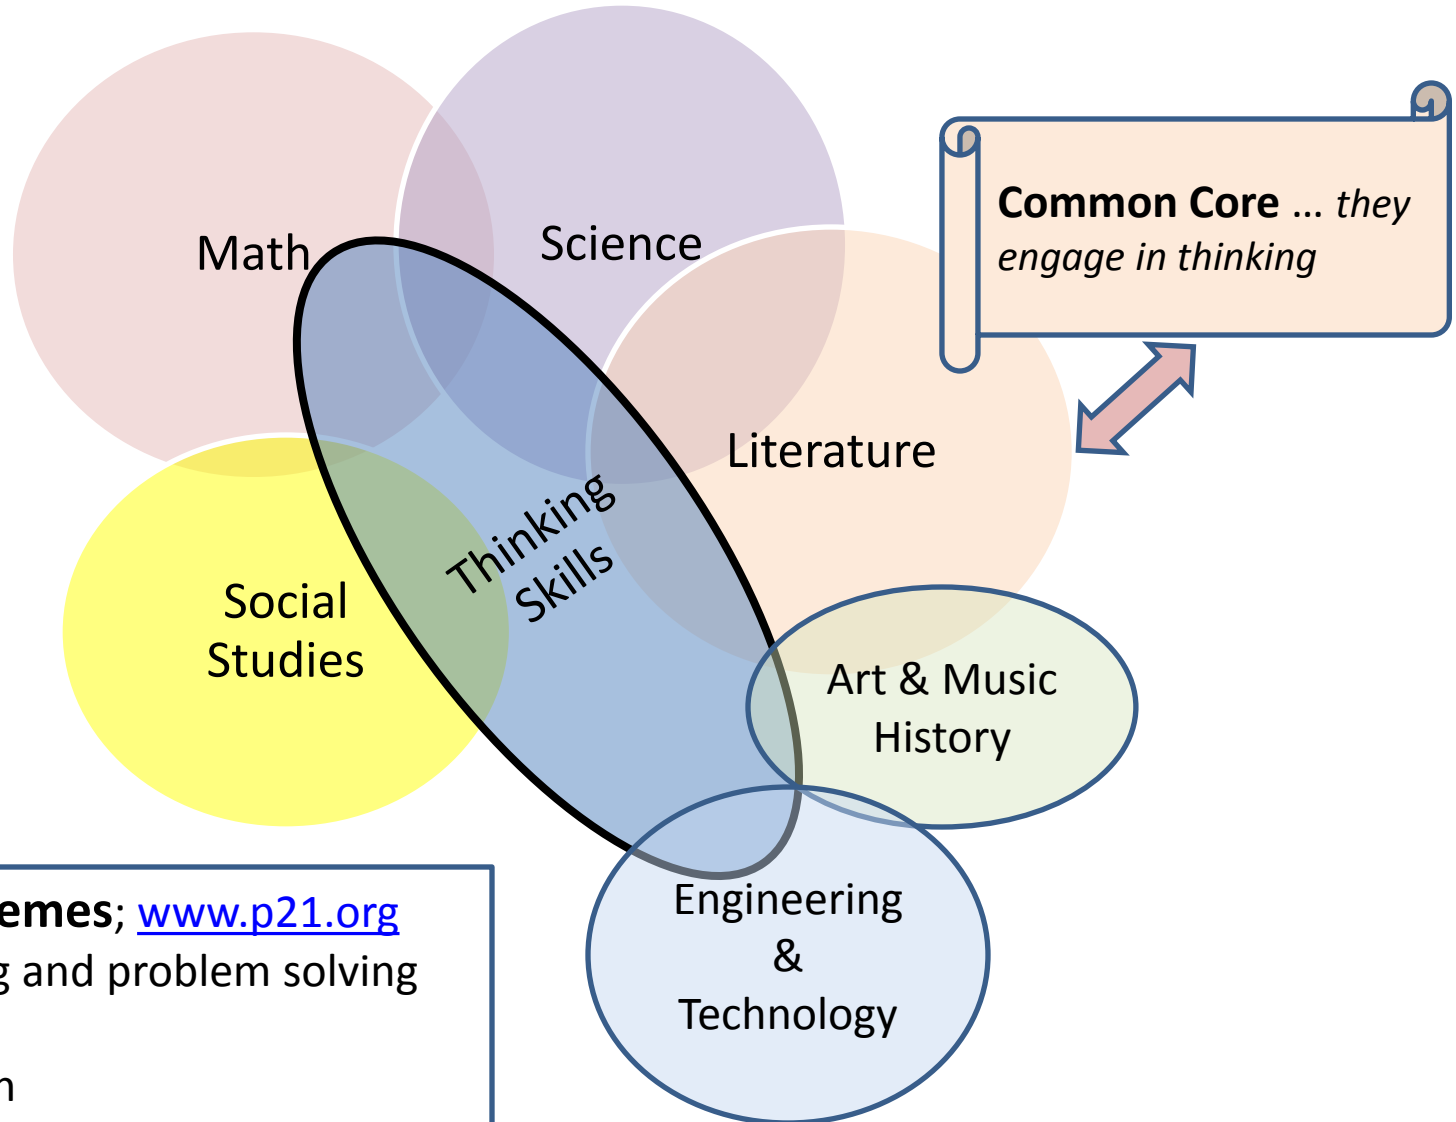 Math
Science
Common Core ... they
engage in thinking
Literature
Thinking
Skills
Social
Studies
Art & Music
History
Engineering
&
Technology
emes; www.p21.org
g and problem solving
n